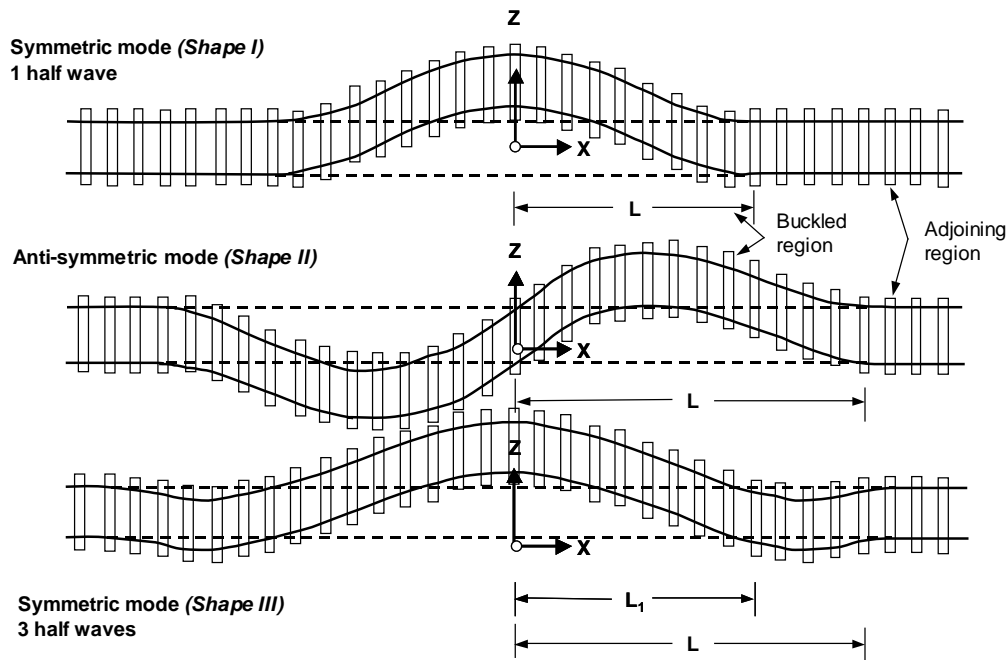 Z
Symmetric mode (Shape I)
1 half wave
X
L
Buckled
region
Adjoining
region
Anti-symmetric mode (Shape II)
Z
X
L
Z
X
Symmetric mode (Shape III)
3 half waves
L₁
L